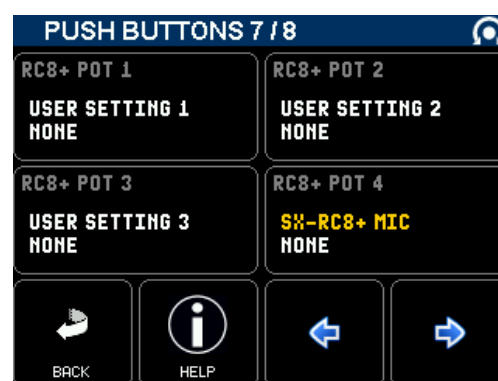 PUSH BUTTONS 7 / 8
RC8+ POT 1
USER SETTING 1
NONE
RC8+ POT 2
USER SETTING 2
NONE
RC8+ POT 3
USER SETTING 3
NONE
RC8+ POT 4
SX-RC8+ MIC
NONE
BACK
HELP